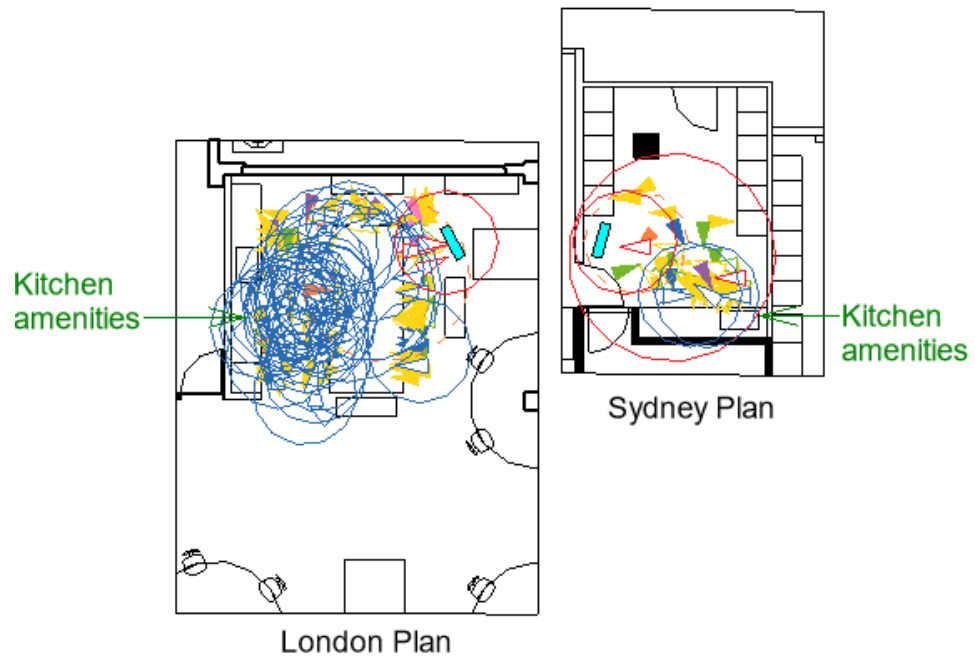 Kitchen
amenities
Kitchen
amenities
Sydney Plan
London Plan